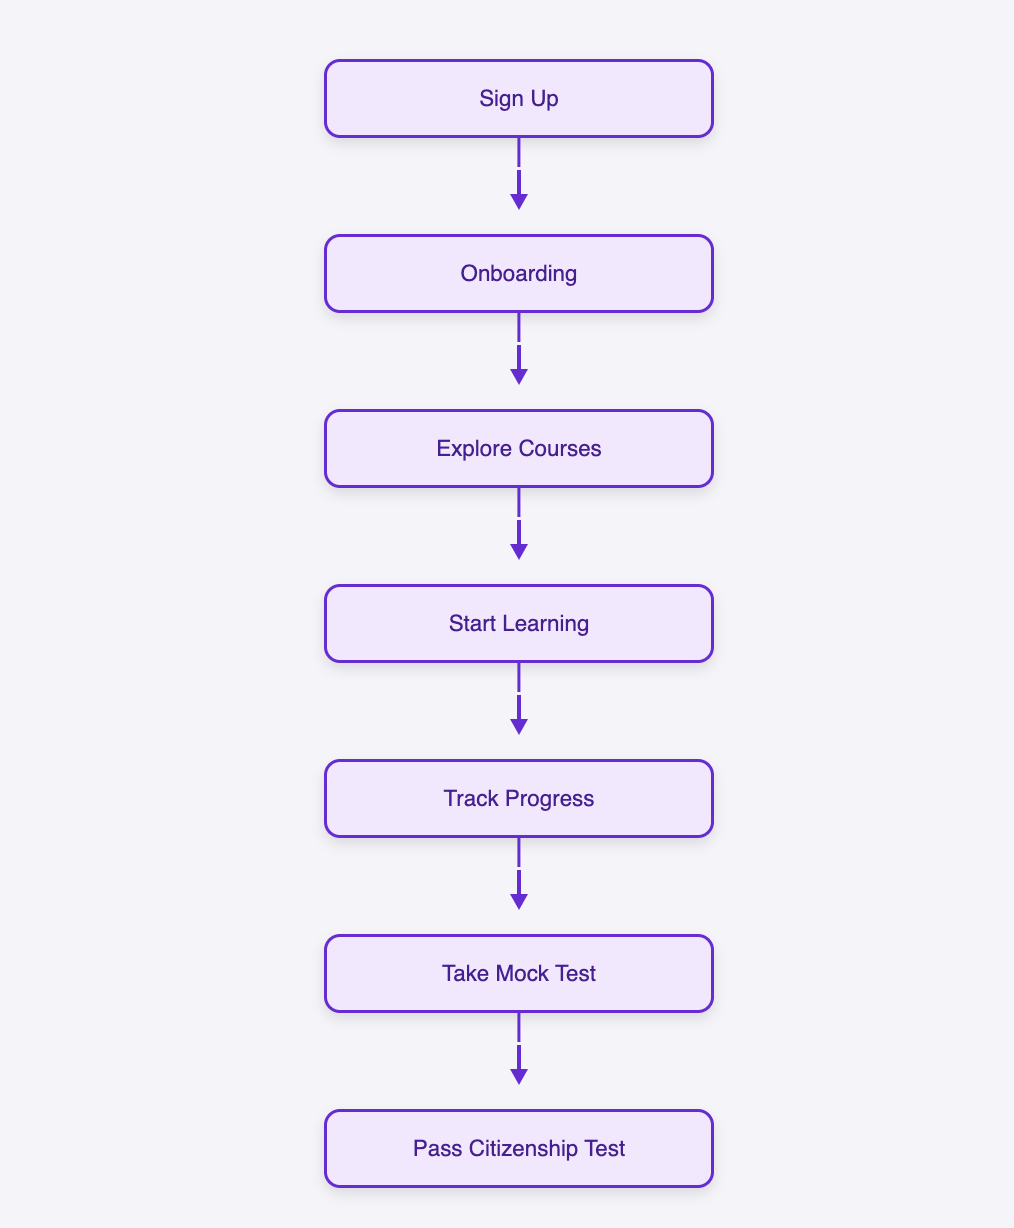 Sign Up
Onboarding
Explore Courses
Start Learning
Track Progress
Take Mock Test
Pass Citizenship Test